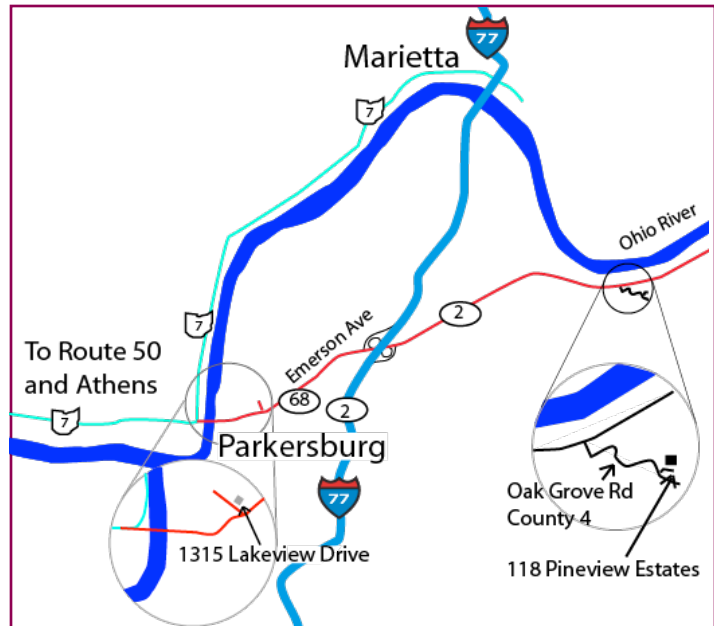 77
Marietta
7
Ohio River
7
2
Emerson Ave
To Route 50
and Athens
68
2
7
Parkersburg
77
Oak Grove Rd
County 4
1315 Lakeview Drive
118 Pineview Estates